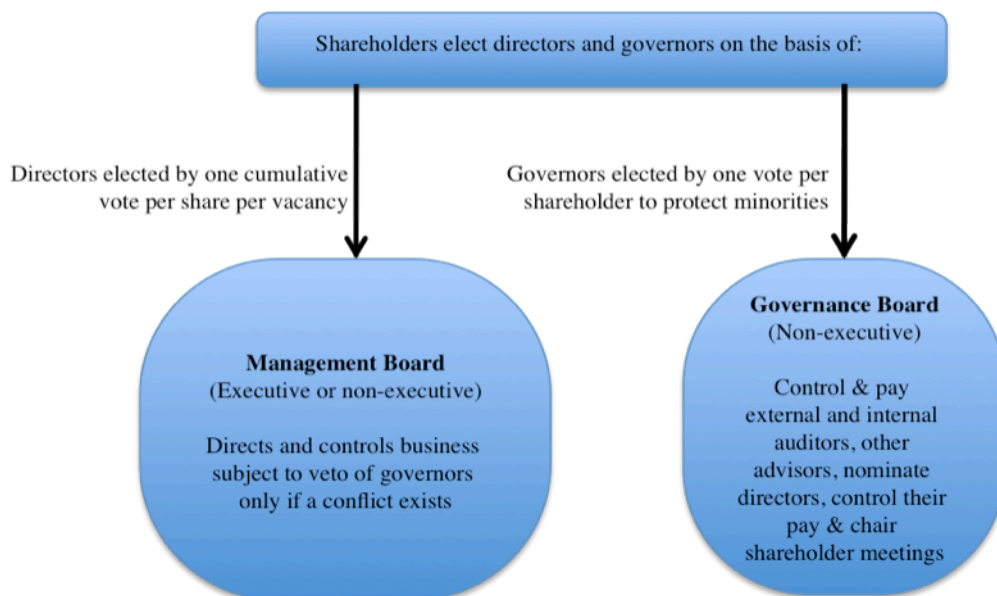 Shareholders elect directors and governors on the basis of:
Directors elected by one cumulative
vote per share per vacancy
Governors elected by one vote per
shareholder to protect minorities
Management Board
(Executive or non-executive)
Directs and controls business
subject to veto of governors
only if a conflict exists
Governance Board
(Non-executive)
Control & pay
external and internal
auditors, other
advisors, nominate
directors, control their
pay & chair
shareholder meetings